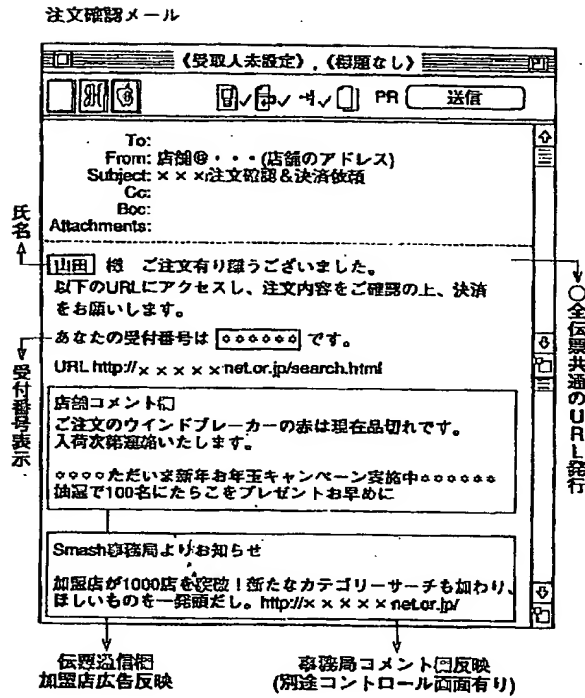 注文確認メール
《受取人未設定》,《標題なし》
PR 送信
To:
From: 店舗@・・・(店舗のアドレス)
Subject: ×××注文確認&決済依頼
Cc:
Bcc:
Attachments:
氏名
山田 様 ご注文有り難うございました。
以下のURLにアクセスし、注文内容をご確認の上、決済
をお願いします。
あなたの受付番号は ◇◇◇◇◇◇ です。
URL http://×××××net.or.jp/search.html
受付番号表示
○全伝票共通のURL発行
店舗コメント欄
ご注文のウインドブレーカーの赤は現在品切れです。
入荷次第連絡いたします。
◇◇◇◇ただいま新年お年玉キャンペーン実施中◇◇◇◇◇◇
抽選で100名にたらこをプレゼントお早めに
Smash事務局よりお知らせ
加盟店が1000店を突破!新たなカテゴリーサーチも加わり、
ほしいものを一発頭だし。http://×××××net.or.jp/
伝票送信欄
加盟店広告反映
事務局コメント欄反映
(別途コントロール画面有り)